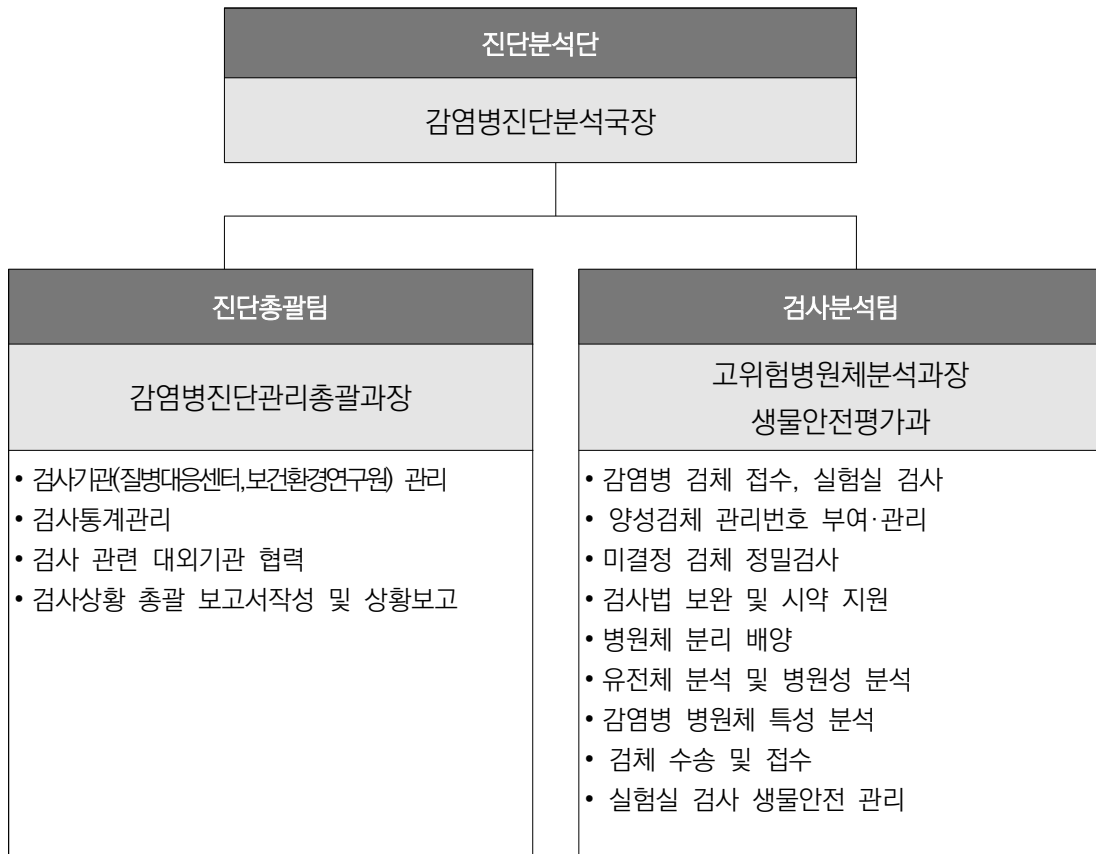 진단분석단
감염병진단분석국장
진단총괄팀
감염병진단관리총괄과장
• 검사기관(질병대응센터,보건환경연구원) 관리
• 검사통계관리
• 검사 관련 대외기관 협력
• 검사상황 총괄 보고서작성 및 상황보고
검사분석팀
고위험병원체분석과장
생물안전평가과
• 감염병 검체 접수, 실험실 검사
• 양성검체 관리번호 부여·관리
• 미결정 검체 정밀검사
• 검사법 보완 및 시약 지원
• 병원체 분리 배양
• 유전체 분석 및 병원성 분석
• 감염병 병원체 특성 분석
• 검체 수송 및 접수
• 실험실 검사 생물안전 관리